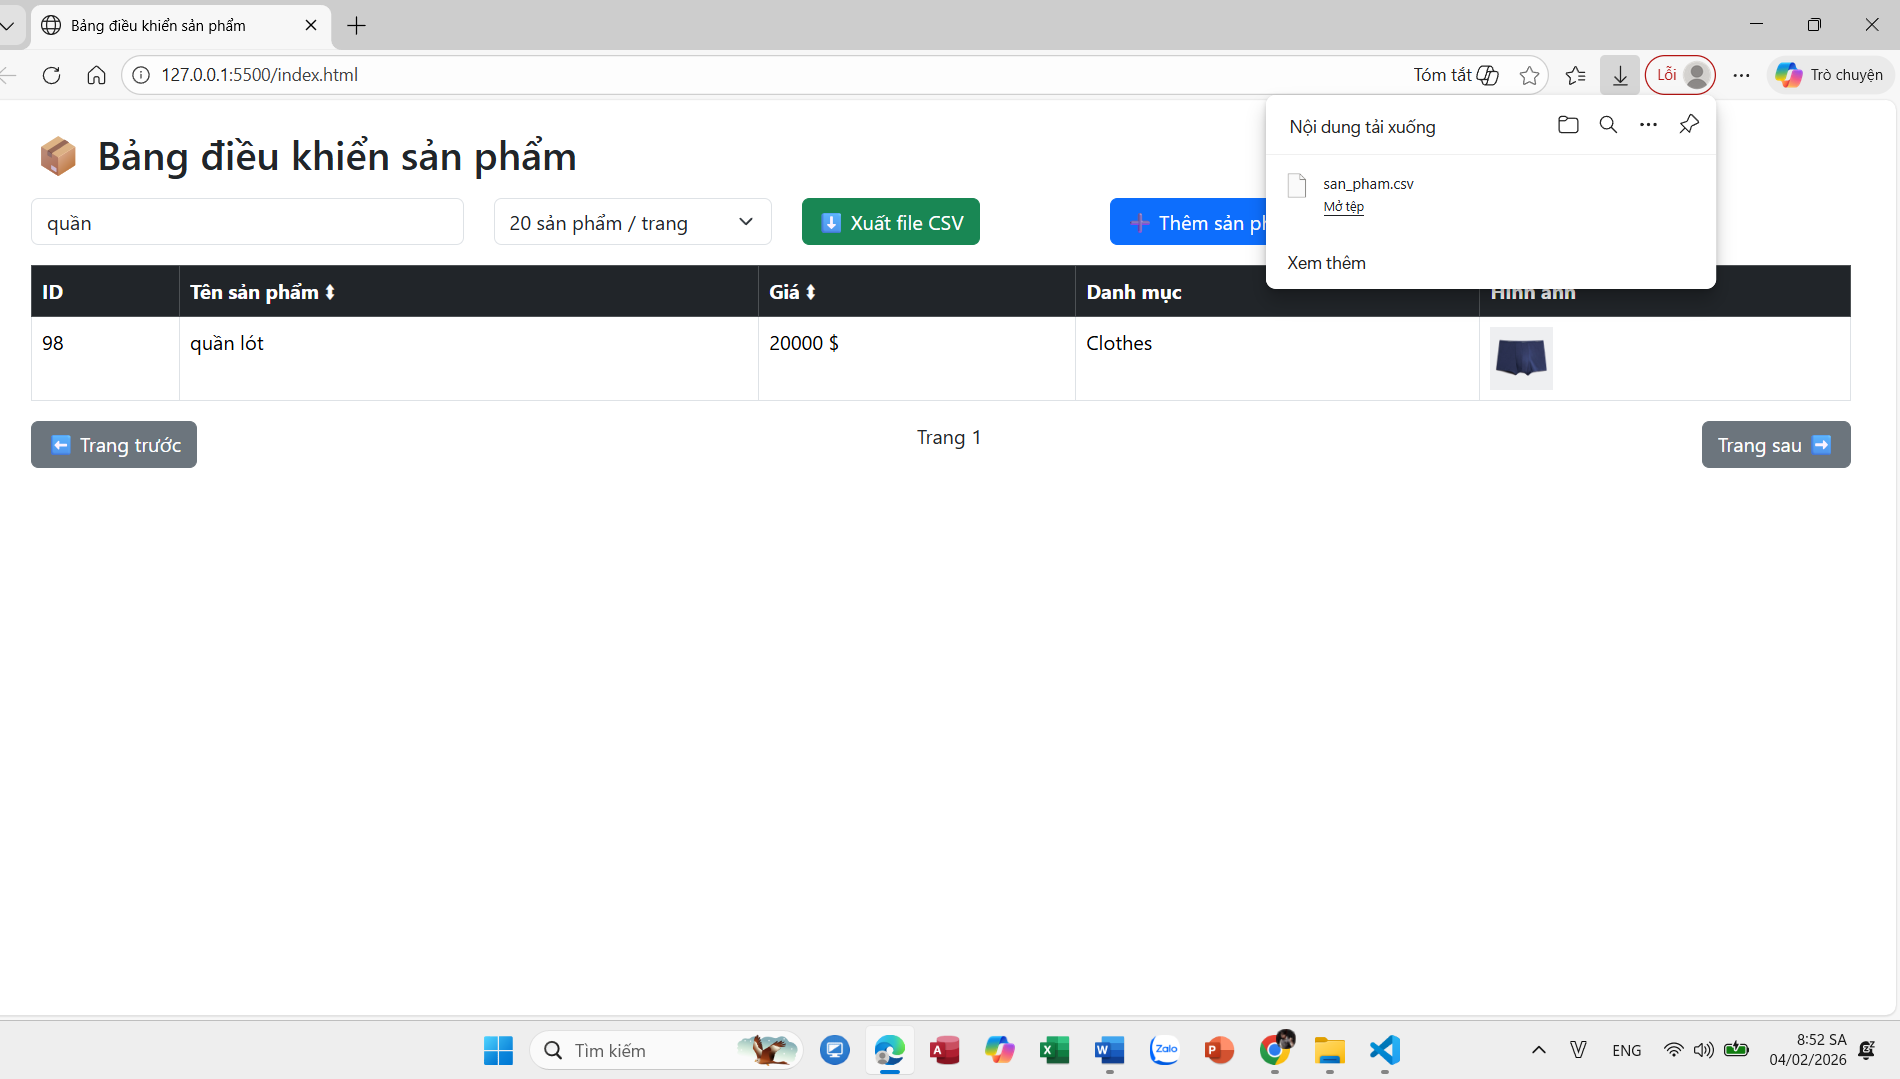 Bảng điều khiển sản phẩm
127.0.0.1:5500/index.html
Tóm tắt
Lỗi
Trò chuyện
Nội dung tải xuống
san_pham.csv
Mở tệp
Xem thêm
Bảng điều khiển sản phẩm
quần
20 sản phẩm / trang
Xuất file CSV
Thêm sản ph
ID
Tên sản phẩm
Giá
Danh mục
Hình ảnh
98
quần lót
20000 $
Clothes
Trang trước
Trang 1
Trang sau
Tìm kiếm
Zalo
ENG
8:52 SA
04/02/2026